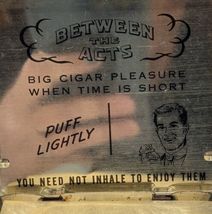 BETWEEN
THE
ACTS
BIG CIGAR PLEASURE
WHEN TIME IS SHORT
PUFF
LIGHTLY
YOU NEED NOT INHALE TO ENJOY THEM